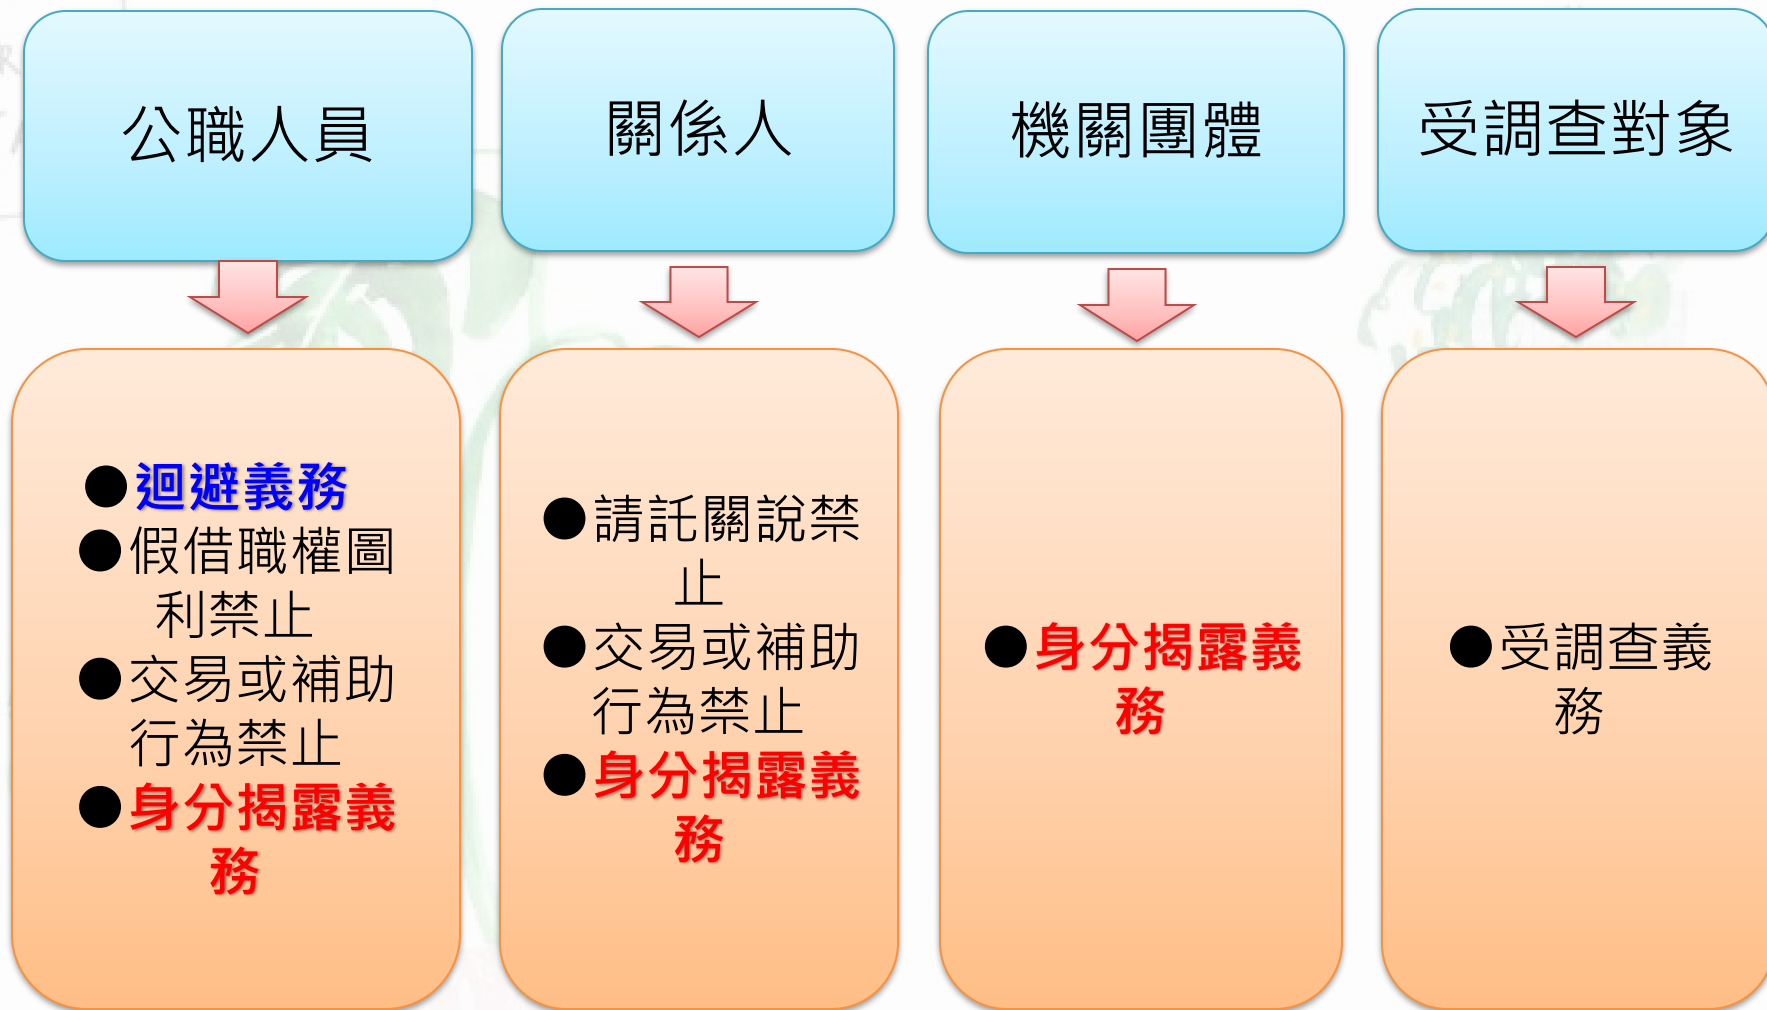 公職人員
關係人
機關團體
受調查對象
●迴避義務
●假借職權圖
利禁止
●交易或補助
行為禁止
●身分揭露義
務
●請託關說禁
止
●交易或補助
行為禁止
●身分揭露義
務
●身分揭露義
務
●受調查義
務